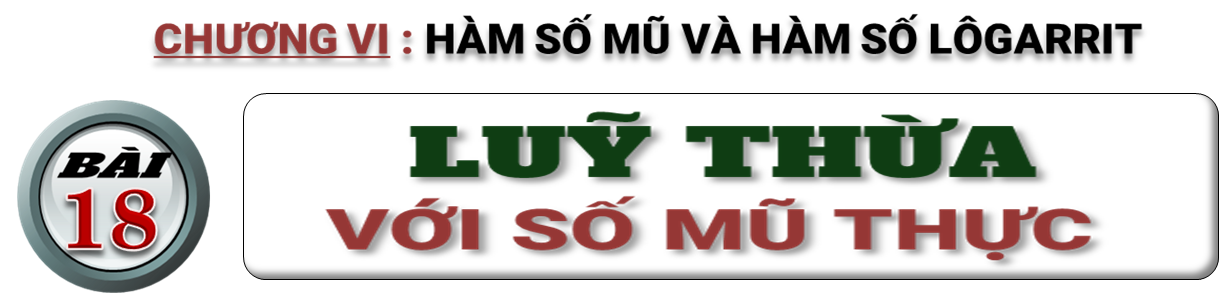 CHƯƠNG VI : HÀM SỐ MŨ VÀ HÀM SỐ LÔGARRIT
BÀI
18
LUỸ THỪA
VỚI SỐ MŨ THỰC